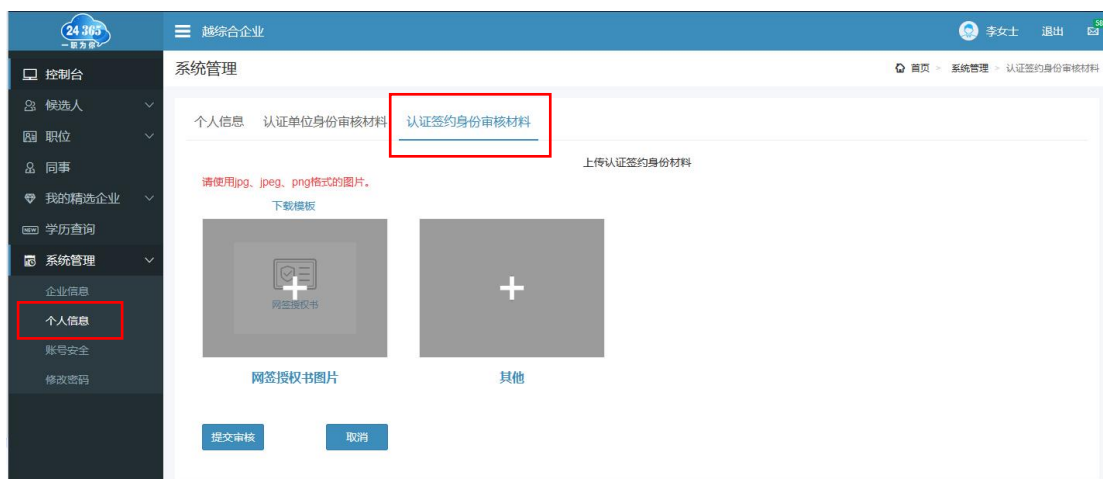 24 365
一职为你
越综合企业
李女士 退出
控制台
候选人
职位
同事
我的精选企业
NEW 学历查询
系统管理
企业信息
个人信息
账号安全
修改密码
系统管理
首页 > 系统管理 > 认证签约身份审核材料
个人信息 认证单位身份审核材料 认证签约身份审核材料
上传认证签约身份材料
请使用jpg、jpeg、png格式的图片。
下载模板
网签授权书
网签授权书图片 其他
提交审核 取消